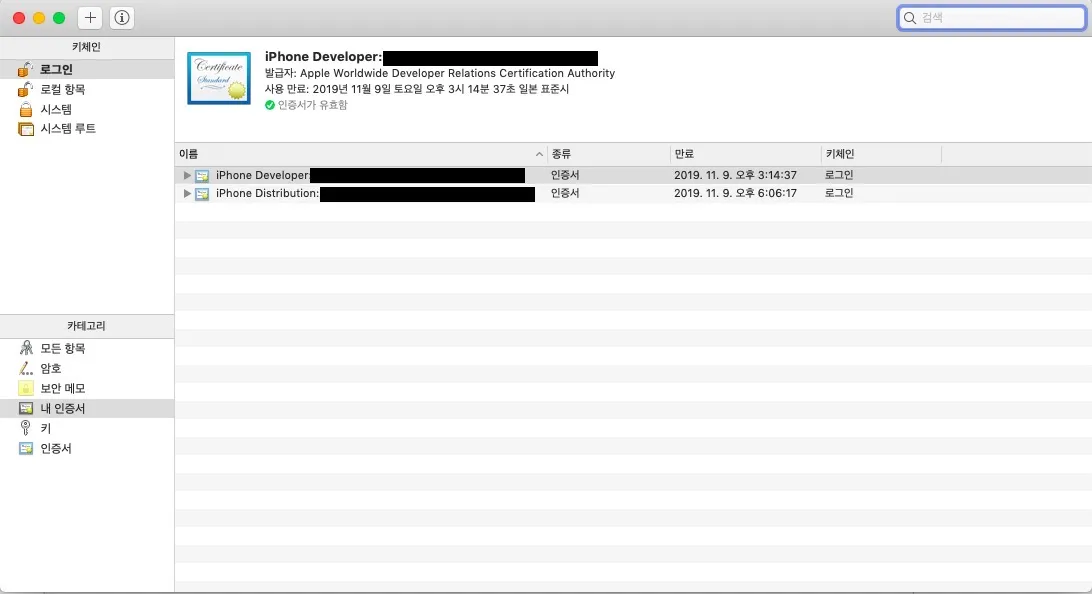 검색
키체인
로그인
로컬 항목
시스템
시스템 루트
Certificate
Standard
iPhone Developer:
발급자: Apple Worldwide Developer Relations Certification Authority
사용 만료: 2019년 11월 9일 토요일 오후 3시 14분 37초 일본 표준시
인증서가 유효함
이름 종류 만료 키체인
iPhone Developer: 인증서 2019. 11. 9. 오후 3:14:37 로그인
iPhone Distribution: 인증서 2019. 11. 9. 오후 6:06:17 로그인
카테고리
모든 항목
암호
보안 메모
내 인증서
키
인증서